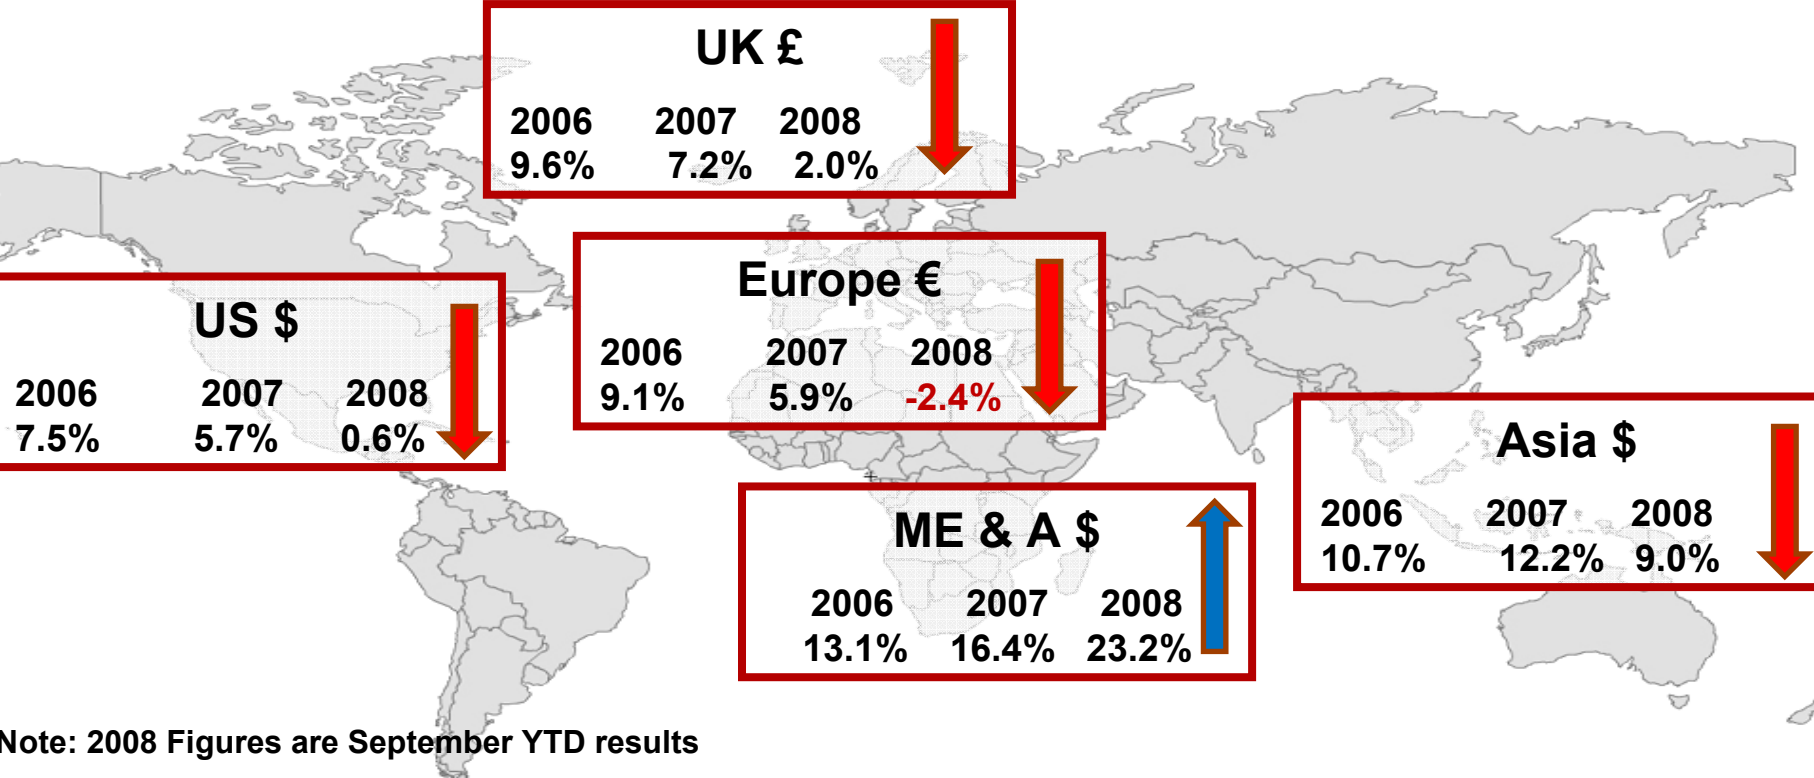 UK £
2006 2007 2008
9.6% 7.2% 2.0%
Europe €
2006 2007 2008
9.1% 5.9% -2.4%
US $
2006 2007 2008
7.5% 5.7% 0.6%
Asia $
2006 2007 2008
10.7% 12.2% 9.0%
ME & A $
2006 2007 2008
13.1% 16.4% 23.2%
Note: 2008 Figures are September YTD results